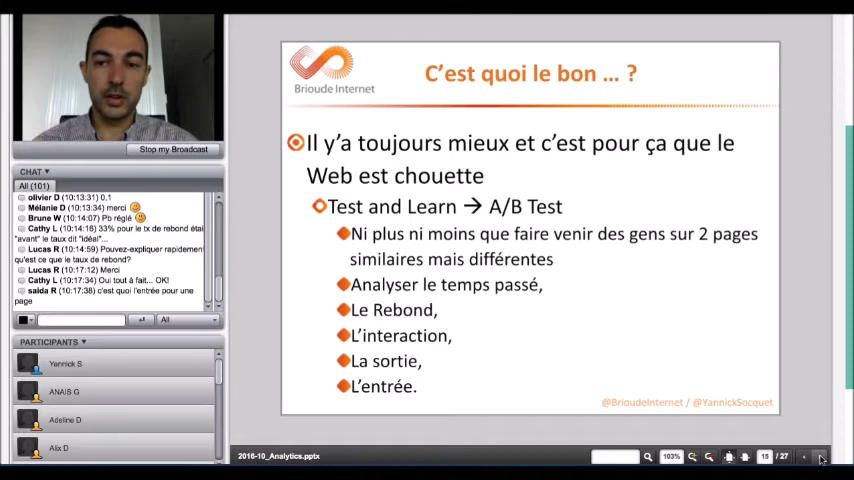 Stop my Broadcast
CHAT
All (101)
olivier D (10:13:31) 0,1
Mélanie D (10:13:34) merci
Brune W (10:14:07) Pb réglé
Cathy L (10:14:16) 33% pour le tx de rebond étai
"avant" le taux dit "idéal"...
Lucas R (10:14:59) Pouvez-expliquer rapidemen
qu'est ce que le taux de rebond?
Lucas R (10:17:12) Merci
Cathy L (10:17:34) Oui tout à fait... OK!
saida R (10:17:38) c'est quoi l'entrée pour une
page
All
PARTICIPANTS
Yannick S
ANAIS G
Adeline D
Alix D
Brioude Internet
C'est quoi le bon ... ?
Il y'a toujours mieux et c'est pour ça que le
Web est chouette
Test and Learn → A/B Test
Ni plus ni moins que faire venir des gens sur 2 pages
similaires mais différentes
Analyser le temps passé,
Le Rebond,
L'interaction,
La sortie,
L'entrée.
@BrioudeInternet / @YannickSocquet
2016-10_Analytics.pptx
103%
15 / 27